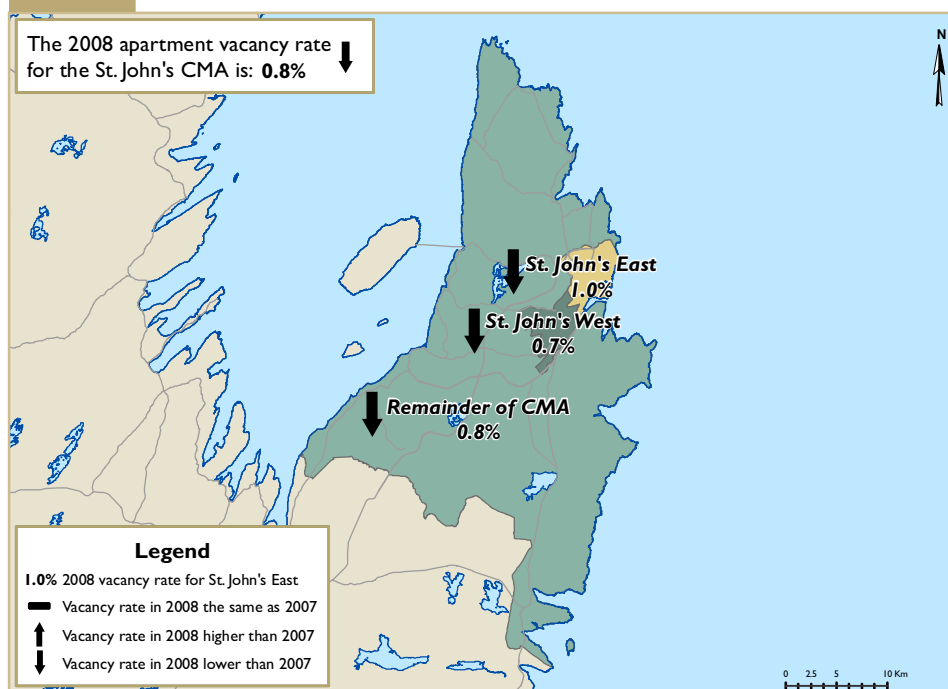 The 2008 apartment vacancy rate
for the St. John's CMA is: 0.8%
N
St. John's East
1.0%
St. John's West
0.7%
Remainder of CMA
0.8%
Legend
1.0% 2008 vacancy rate for St. John's East
Vacancy rate in 2008 the same as 2007
Vacancy rate in 2008 higher than 2007
Vacancy rate in 2008 lower than 2007
0 2.5 5 10 Km